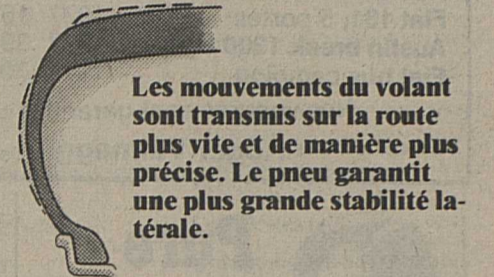 Les mouvements du volant
sont transmis sur la route
plus vite et de manière plus
précise. Le pneu garantit
une plus grande stabilité la-
térale.